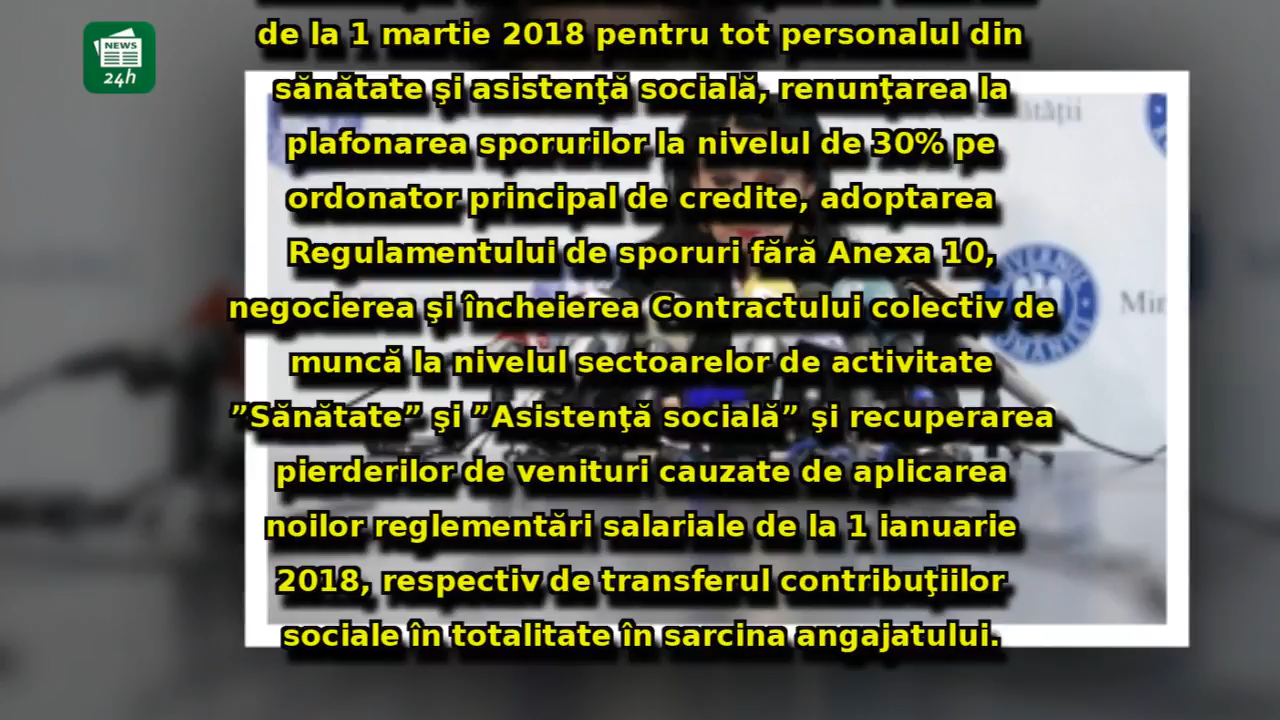 NEWS
24h
de la 1 martie 2018 pentru tot personalul din
sănătate şi asistenţă socială, renunţarea la
plafonarea sporurilor la nivelul de 30% pe
ordonator principal de credite, adoptarea
Regulamentului de sporuri fără Anexa 10,
negocierea şi încheierea Contractului colectiv de
muncă la nivelul sectoarelor de activitate
”Sănătate” şi ”Asistenţă socială” şi recuperarea
pierderilor de venituri cauzate de aplicarea
noilor reglementări salariale de la 1 ianuarie
2018, respectiv de transferul contribuţiilor
sociale în totalitate în sarcina angajatului.